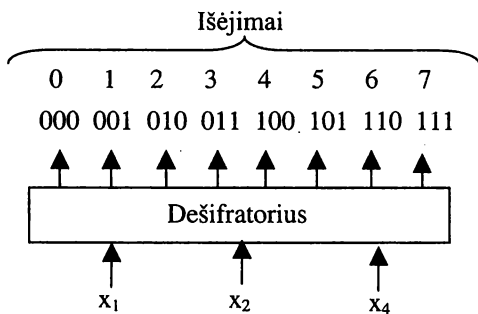 Išėjimai
0 1 2 3 4 5 6 7
000 001 010 011 100 101 110 111
Dešifratorius
x₁ x₂ x₄